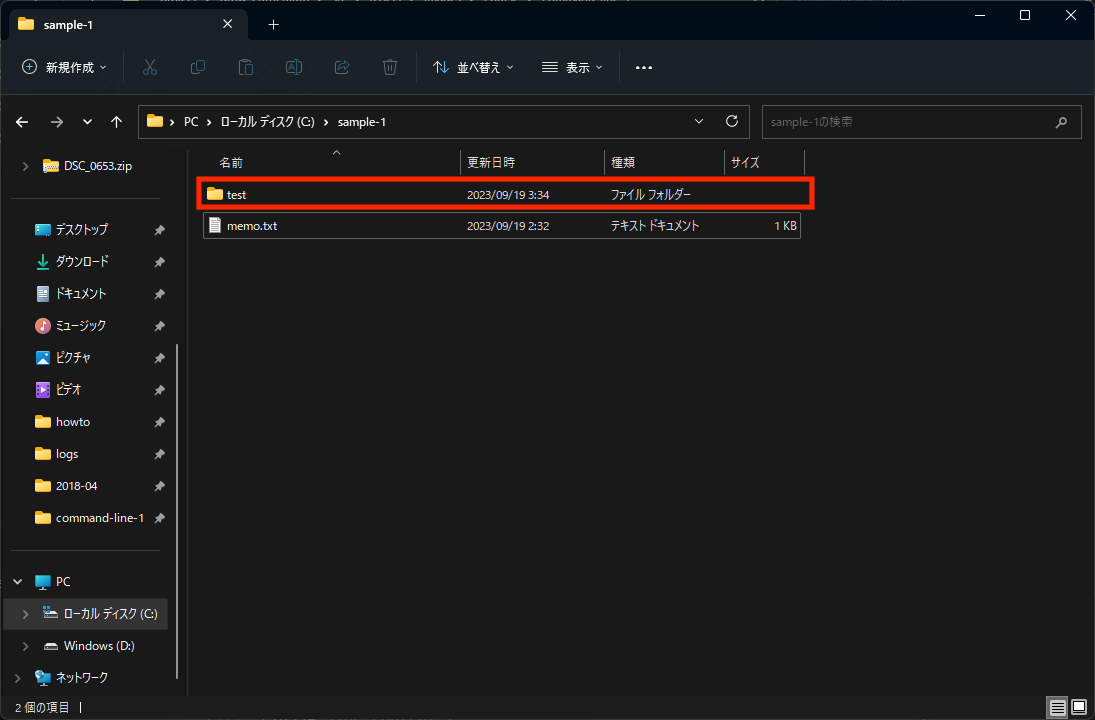 sample-1
新規作成
並べ替え
表示
PC
ローカル ディスク (C:)
sample-1
sample-1の検索
DSC_0653.zip
デスクトップ
ダウンロード
ドキュメント
ミュージック
ピクチャ
ビデオ
howto
logs
2018-04
command-line-1
PC
ローカル ディスク (C:)
Windows (D:)
ネットワーク
名前 更新日時 種類 サイズ
test 2023/09/19 3:34 ファイル フォルダー
memo.txt 2023/09/19 2:32 テキスト ドキュメント 1 KB
2 個の項目